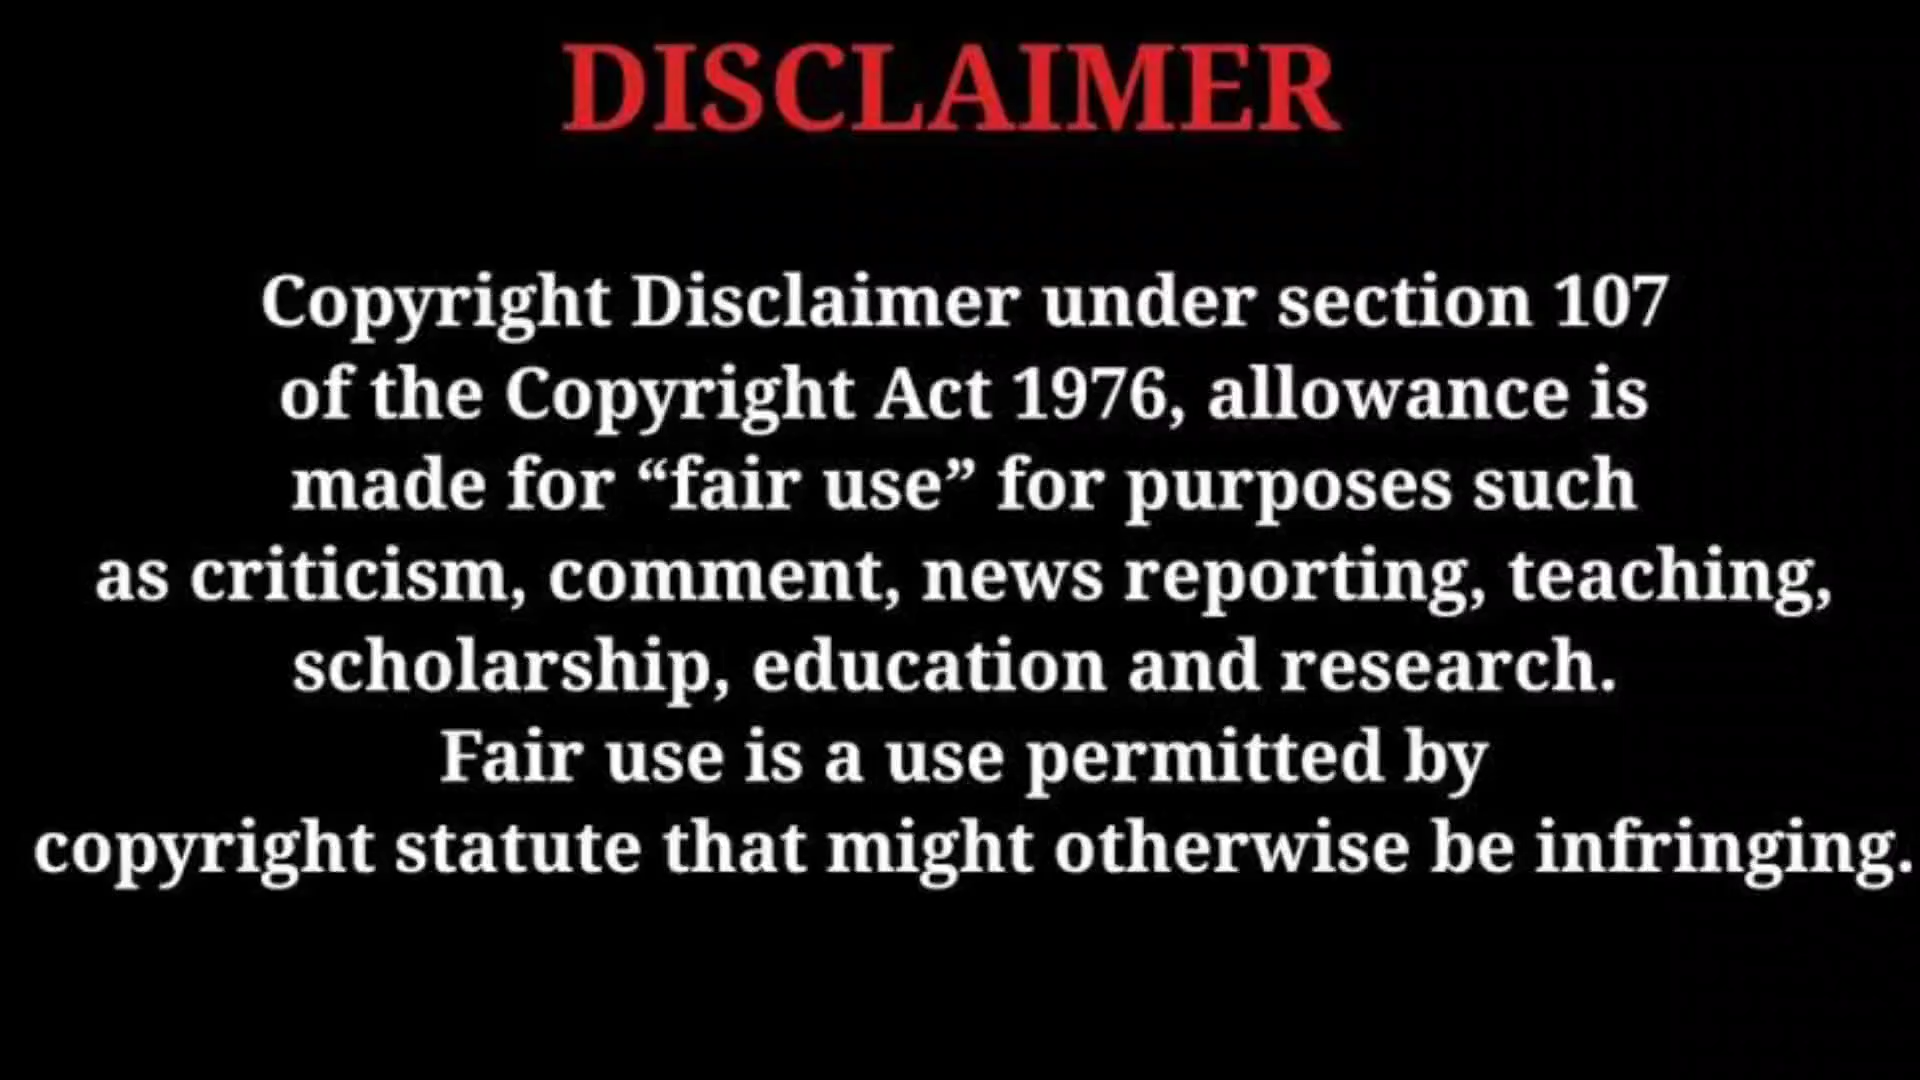 DISCLAIMER
Copyright Disclaimer under section 107
of the Copyright Act 1976, allowance is
made for “fair use” for purposes such
as criticism, comment, news reporting, teaching,
scholarship, education and research.
Fair use is a use permitted by
copyright statute that might otherwise be infringing.